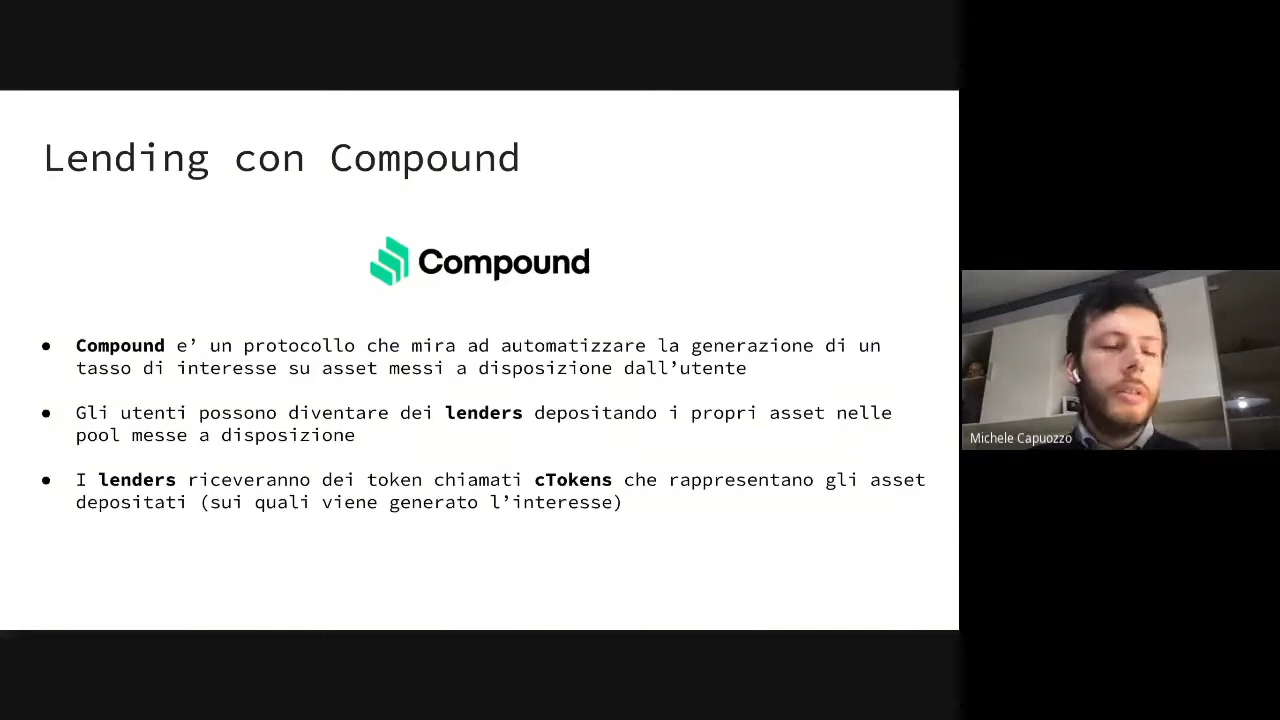 Lending con Compound
Compound
● Compound e’ un protocollo che mira ad automatizzare la generazione di un
tasso di interesse su asset messi a disposizione dall’utente
● Gli utenti possono diventare dei lenders depositando i propri asset nelle
pool messe a disposizione
● I lenders riceveranno dei token chiamati cTokens che rappresentano gli asset
depositati (sui quali viene generato l’interesse)
Michele Capuozzo